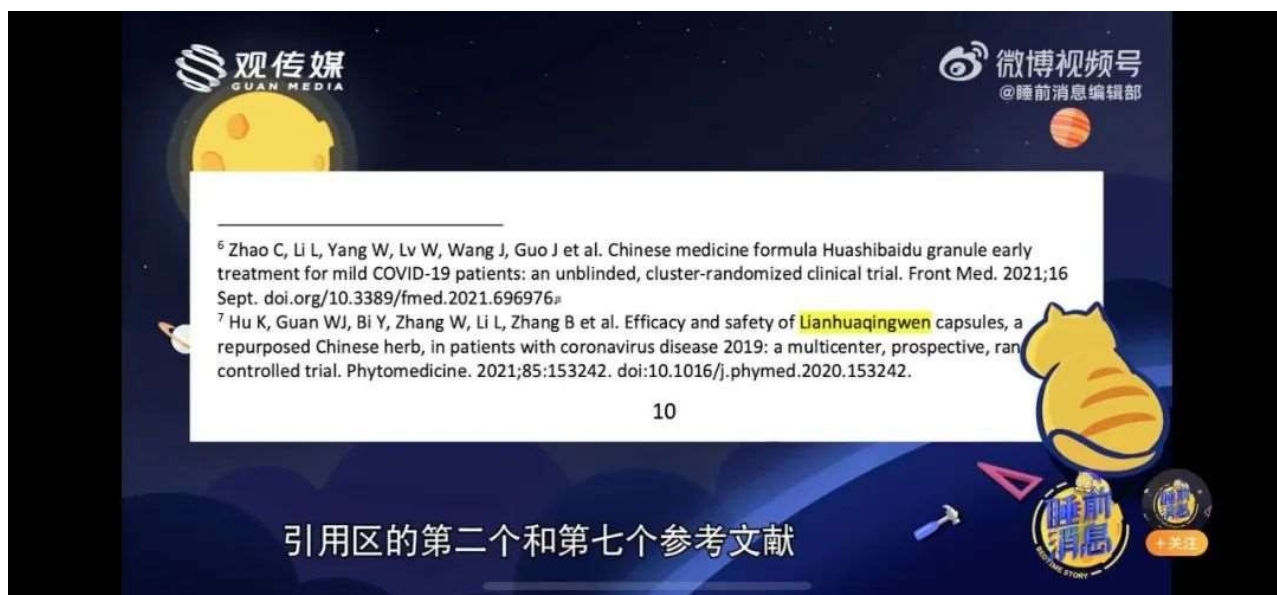 观传媒
GUAN MEDIA
微博视频号
@睡前消息编辑部
6 Zhao C, Li L, Yang W, Lv W, Wang J, Guo J et al. Chinese medicine formula Huashibaidu granule early
treatment for mild COVID-19 patients: an unblinded, cluster-randomized clinical trial. Front Med. 2021;16
Sept. doi.org/10.3389/fmed.2021.696976.
7 Hu K, Guan WJ, Bi Y, Zhang W, Li L, Zhang B et al. Efficacy and safety of Lianhuaqingwen capsules, a
repurposed Chinese herb, in patients with coronavirus disease 2019: a multicenter, prospective, ran
controlled trial. Phytomedicine. 2021;85:153242. doi:10.1016/j.phymed.2020.153242.
10
引用区的第二个和第七个参考文献
睡前
消息
BEDTIME STORY
睡前
消息
+关注